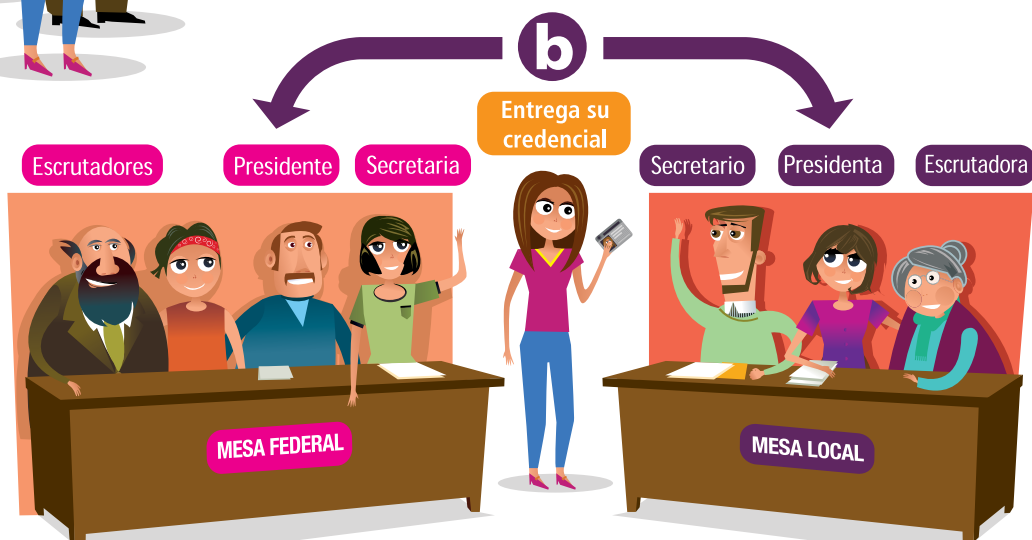 b
Entrega su
credencial
Escrutadores
Presidente
Secretaria
Secretario
Presidenta
Escrutadora
MESA FEDERAL
MESA LOCAL